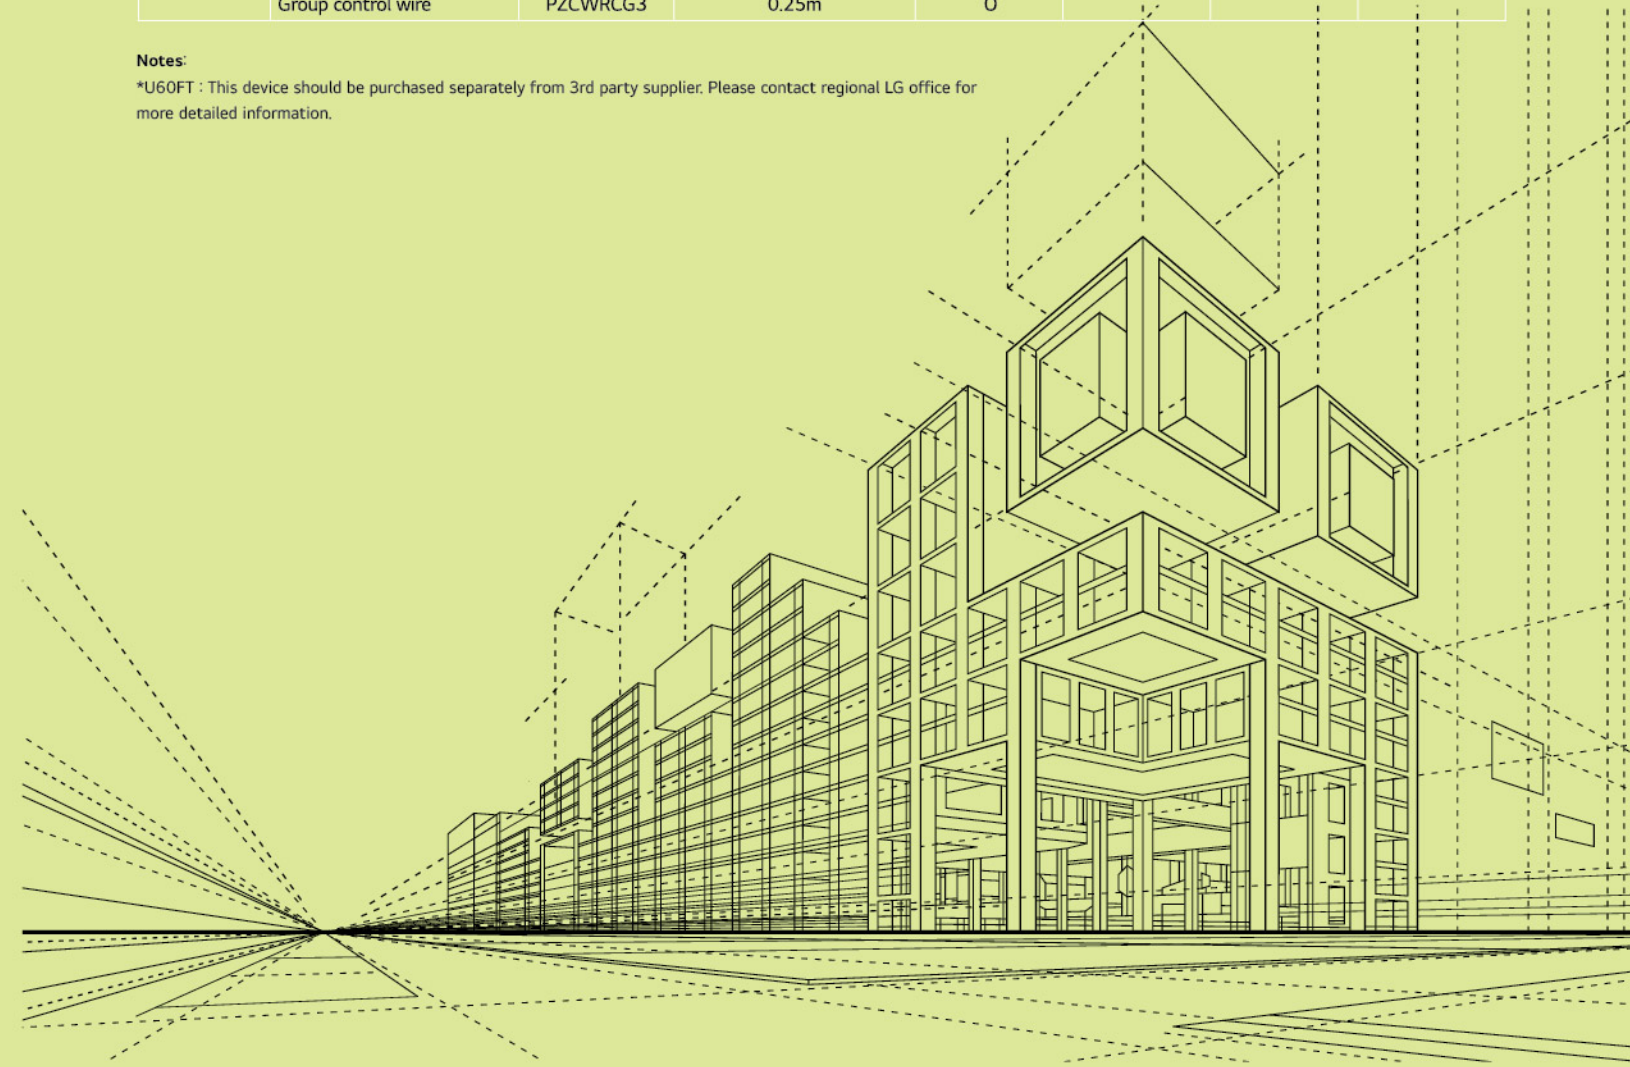 Group control wire PZCWRCG3 0.25m O
Notes:
*U60FT : This device should be purchased separately from 3rd party supplier. Please contact regional LG office for
more detailed information.